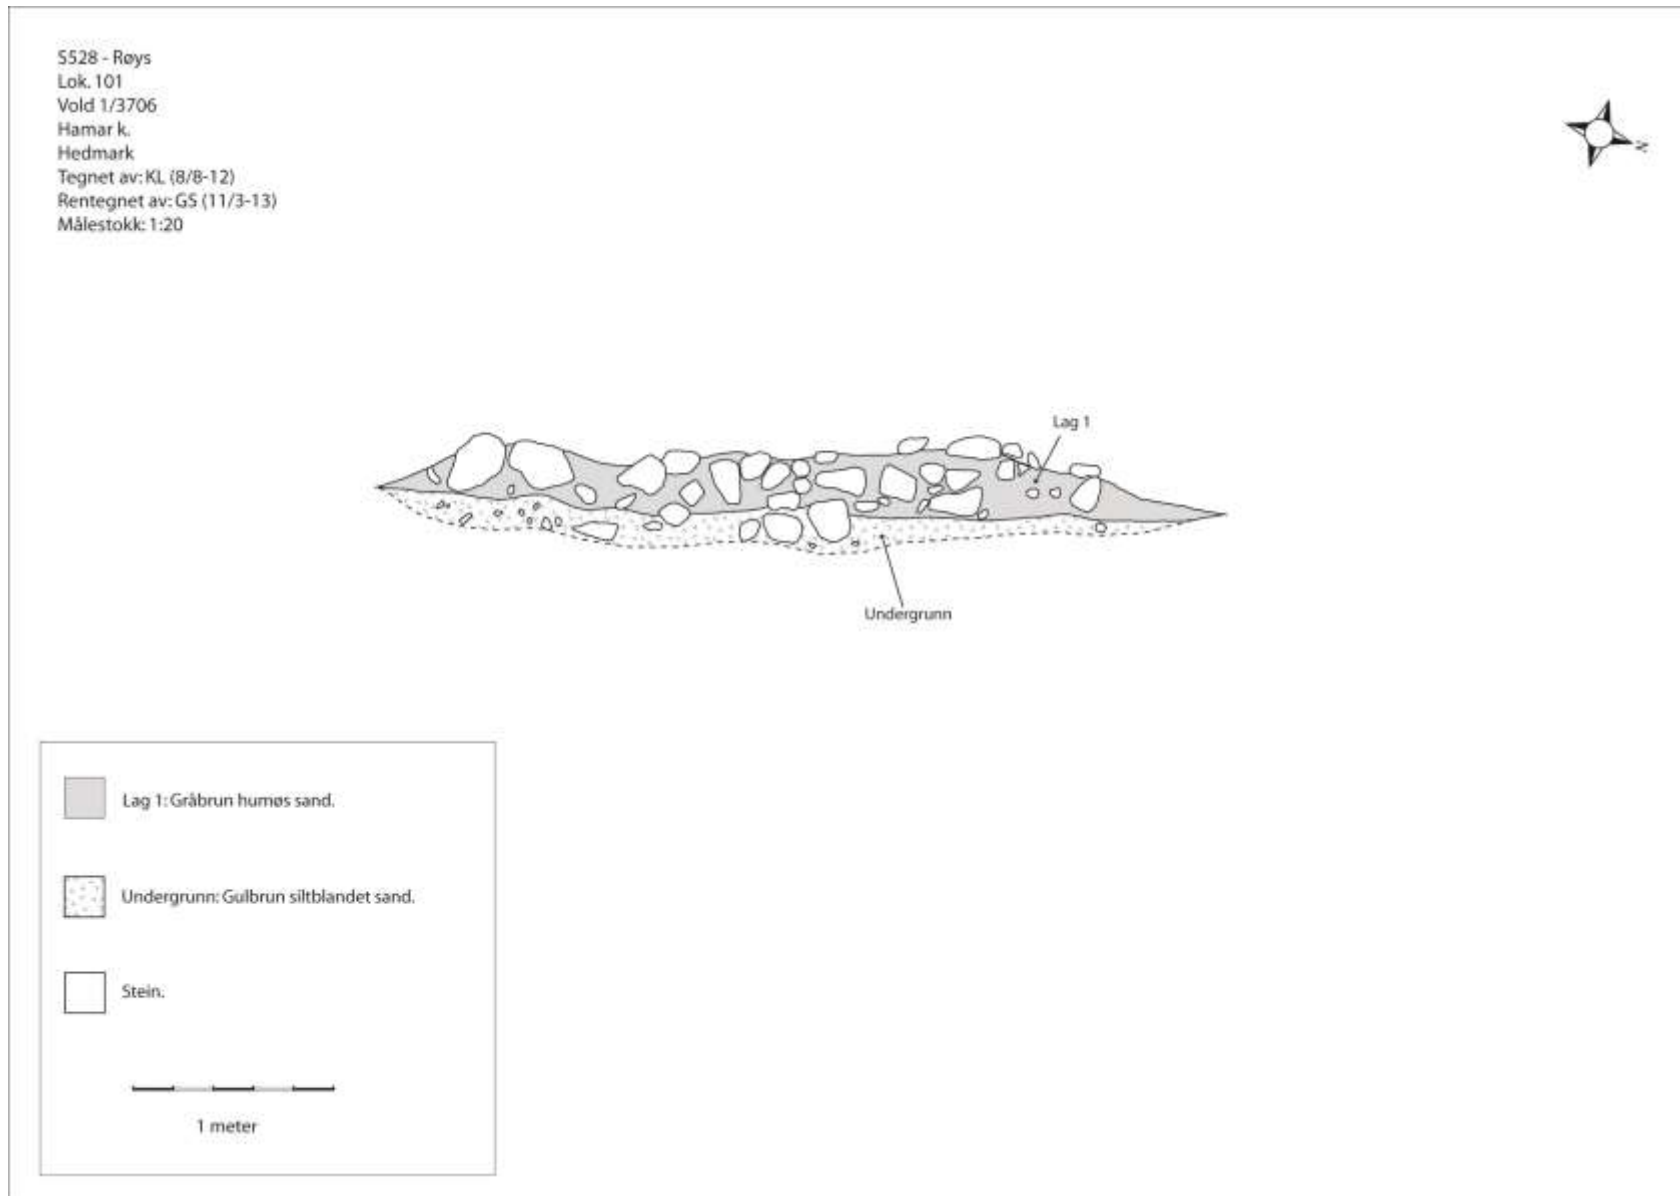 S528 - Røys
Lok. 101
Vold 1/3706
Hamar k.
Hedmark
Tegnet av: KL (8/8-12)
Rentegnet av: GS (11/3-13)
Målestokk: 1:20
N
Lag 1
Undergrunn
Lag 1: Gråbrun humøs sand.
Undergrunn: Gulbrun siltblandet sand.
Stein.
1 meter